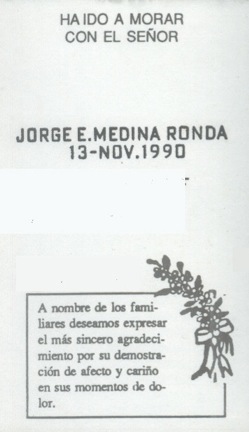 HA IDO A MORAR
CON EL SEÑOR
JORGE E.MEDINA RONDA
13-NOV.1990
A nombre de los fami-
liares deseamos expresar
el más sincero agradeci-
miento por su demostra-
ción de afecto y cariño
en sus momentos de do-
lor.